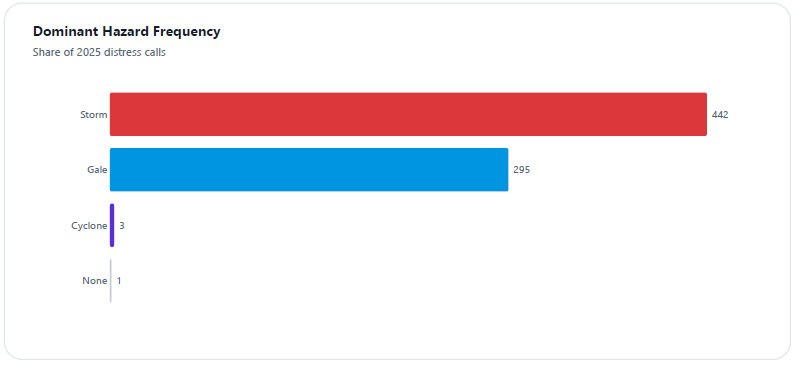 Dominant Hazard Frequency
Share of 2025 distress calls
Storm 442
Gale 295
Cyclone 3
None 1